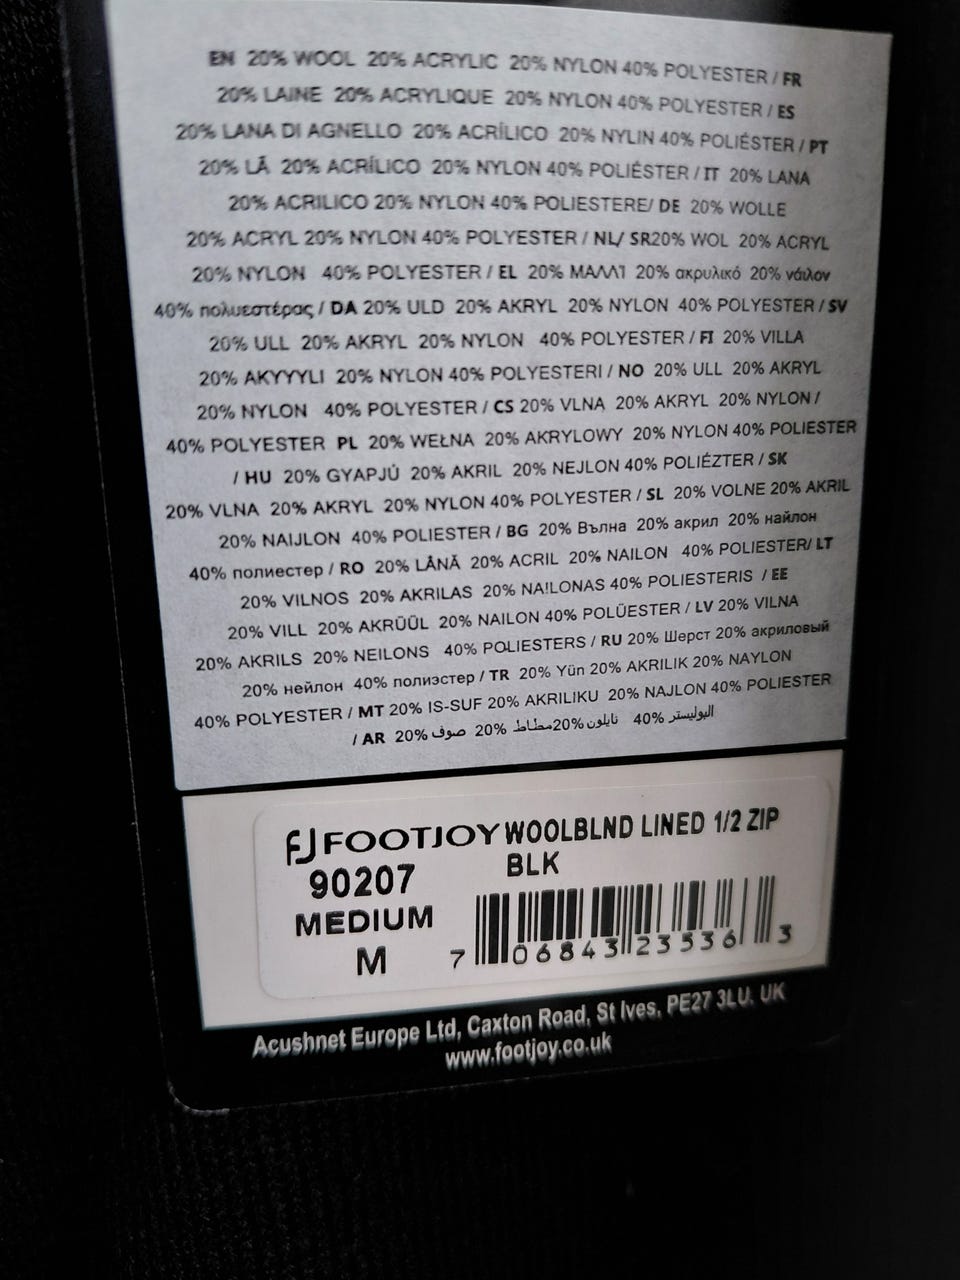 EN 20% WOOL 20% ACRYLIC 20% NYLON 40% POLYESTER / FR
20% LAINE 20% ACRYLIQUE 20% NYLON 40% POLYESTER / ES
20% LANA DI AGNELLO 20% ACRÍLICO 20% NYLIN 40% POLIÉSTER / PT
20% LÃ 20% ACRÍLICO 20% NYLON 40% POLIÉSTER / IT 20% LANA
20% ACRILICO 20% NYLON 40% POLIESTERE/ DE 20% WOLLE
20% ACRYL 20% NYLON 40% POLYESTER / NL/ SR20% WOL 20% ACRYL
20% NYLON 40% POLYESTER / EL 20% ΜΑΛΛ1 20% ακρυλικό 20% νάιλον
40% πολυεστέρας / DA 20% ULD 20% AKRYL 20% NYLON 40% POLYESTER / SV
20% ULL 20% AKRYL 20% NYLON 40% POLYESTER / FI 20% VILLA
20% AKYYYLI 20% NYLON 40% POLYESTERI / NO 20% ULL 20% AKRYL
20% NYLON 40% POLYESTER / CS 20% VLNA 20% AKRYL 20% NYLON /
40% POLYESTER PL 20% WEŁNA 20% AKRYLOWY 20% NYLON 40% POLIESTER
/ HU 20% GYAPJÚ 20% AKRIL 20% NEJLON 40% POLIÉZTER / SK
20% VLNA 20% AKRYL 20% NYLON 40% POLYESTER / SL 20% VOLNE 20% AKRIL
20% NAIJLON 40% POLIESTER / BG 20% Вълна 20% акрил 20% найлон
40% полиестер / RO 20% LÂNĂ 20% ACRIL 20% NAILON 40% POLIESTER/ LT
20% VILNOS 20% AKRILAS 20% NA!LONAS 40% POLIESTERIS / EE
20% VILL 20% AKRÜÜL 20% NAILON 40% POLÜESTER / LV 20% VILNA
20% AKRILS 20% NEILONS 40% POLIESTERS / RU 20% Шерст 20% акриловый
20% нейлон 40% полиэстер / TR 20% Yün 20% AKRILIK 20% NAYLON
40% POLYESTER / MT 20% IS-SUF 20% AKRILIKU 20% NAJLON 40% POLIESTER
/ AR 20% صوف 20% مطاط 20% نايلون 40% البوليستر
FJ FOOTJOY WOOLBLND LINED 1/2 ZIP
90207 BLK
MEDIUM
M
7 06843 23536 3
Acushnet Europe Ltd, Caxton Road, St Ives, PE27 3LU. UK
www.footjoy.co.uk